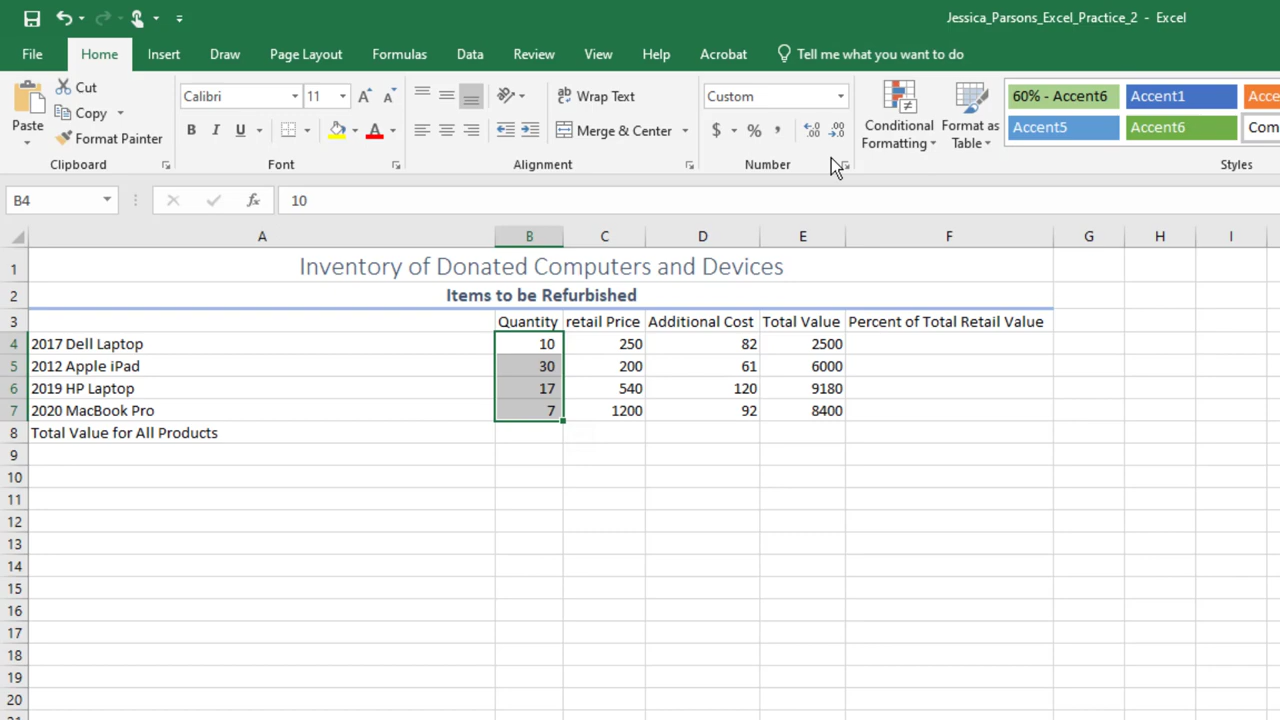 Jessica_Parsons_Excel_Practice_2 - Excel
File Home Insert Draw Page Layout Formulas Data Review View Help Acrobat Tell me what you want to do
Paste
Cut
Copy
Format Painter
Clipboard
Calibri 11
B I U
Font
Wrap Text
Merge & Center
Alignment
Custom
$ % ,
Number
Conditional Formatting
Format as Table
60% - Accent6 Accent1 Acce
Accent5 Accent6 Com
Styles
B4 fx 10
A B C D E F G H I
1 Inventory of Donated Computers and Devices
2 Items to be Refurbished
3 Quantity retail Price Additional Cost Total Value Percent of Total Retail Value
4 2017 Dell Laptop 10 250 82 2500
5 2012 Apple iPad 30 200 61 6000
6 2019 HP Laptop 17 540 120 9180
7 2020 MacBook Pro 7 1200 92 8400
8 Total Value for All Products
9
10
11
12
13
14
15
16
17
18
19
20